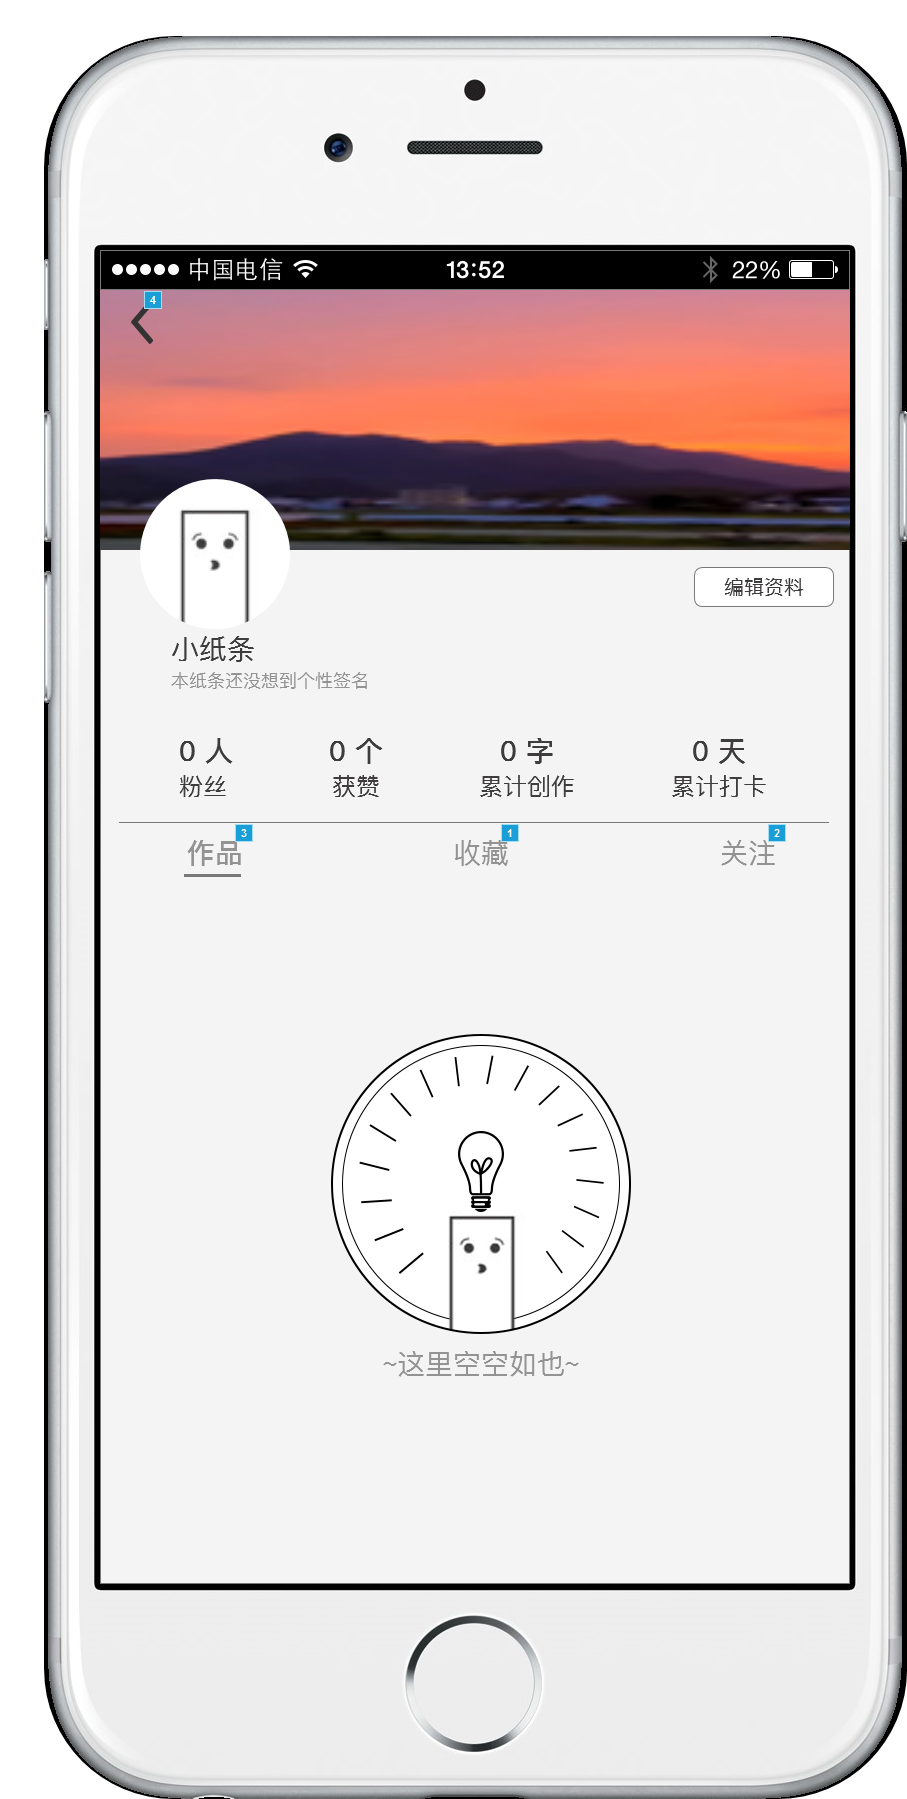 中国电信 13:52 22%
4
编辑资料
小纸条
本纸条还没想到个性签名
0 人 0 个 0 字 0 天
粉丝 获赞 累计创作 累计打卡
作品 3 收藏 1 关注 2
~这里空空如也~